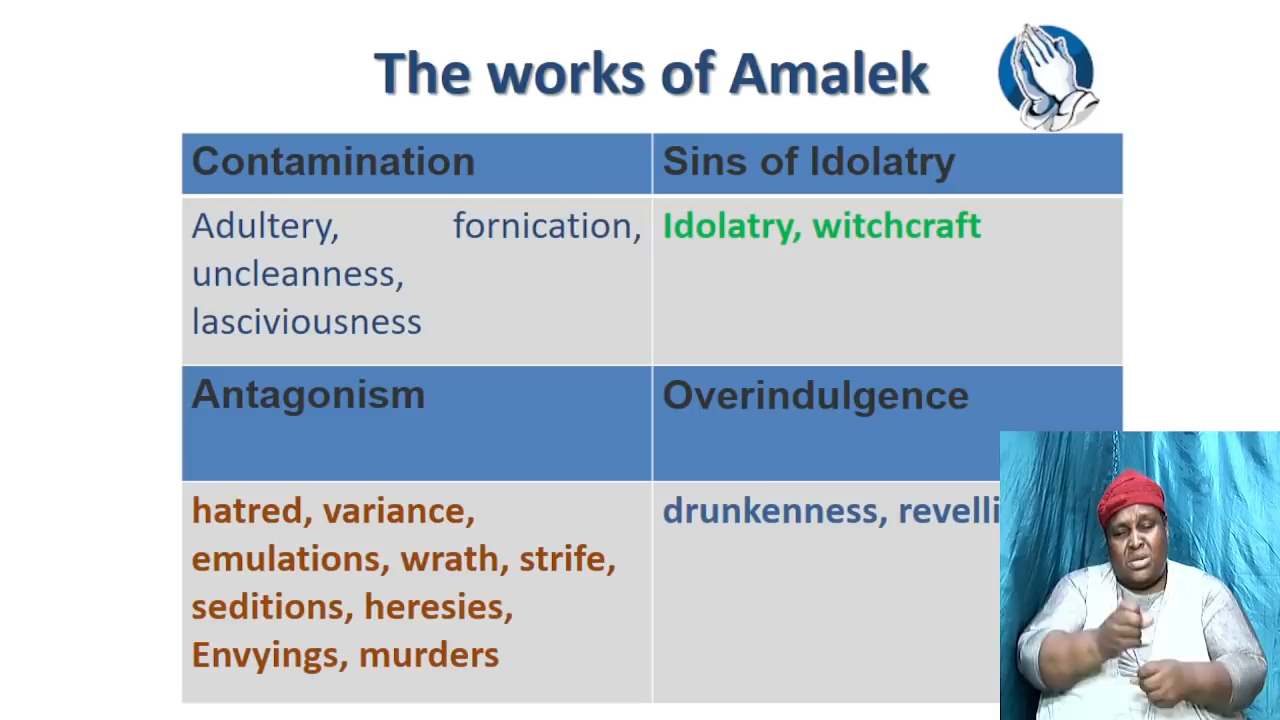 The works of Amalek
Contamination
Sins of Idolatry
Adultery, fornication,
uncleanness,
lasciviousness
Idolatry, witchcraft
Antagonism
Overindulgence
hatred, variance,
emulations, wrath, strife,
seditions, heresies,
Envyings, murders
drunkenness,